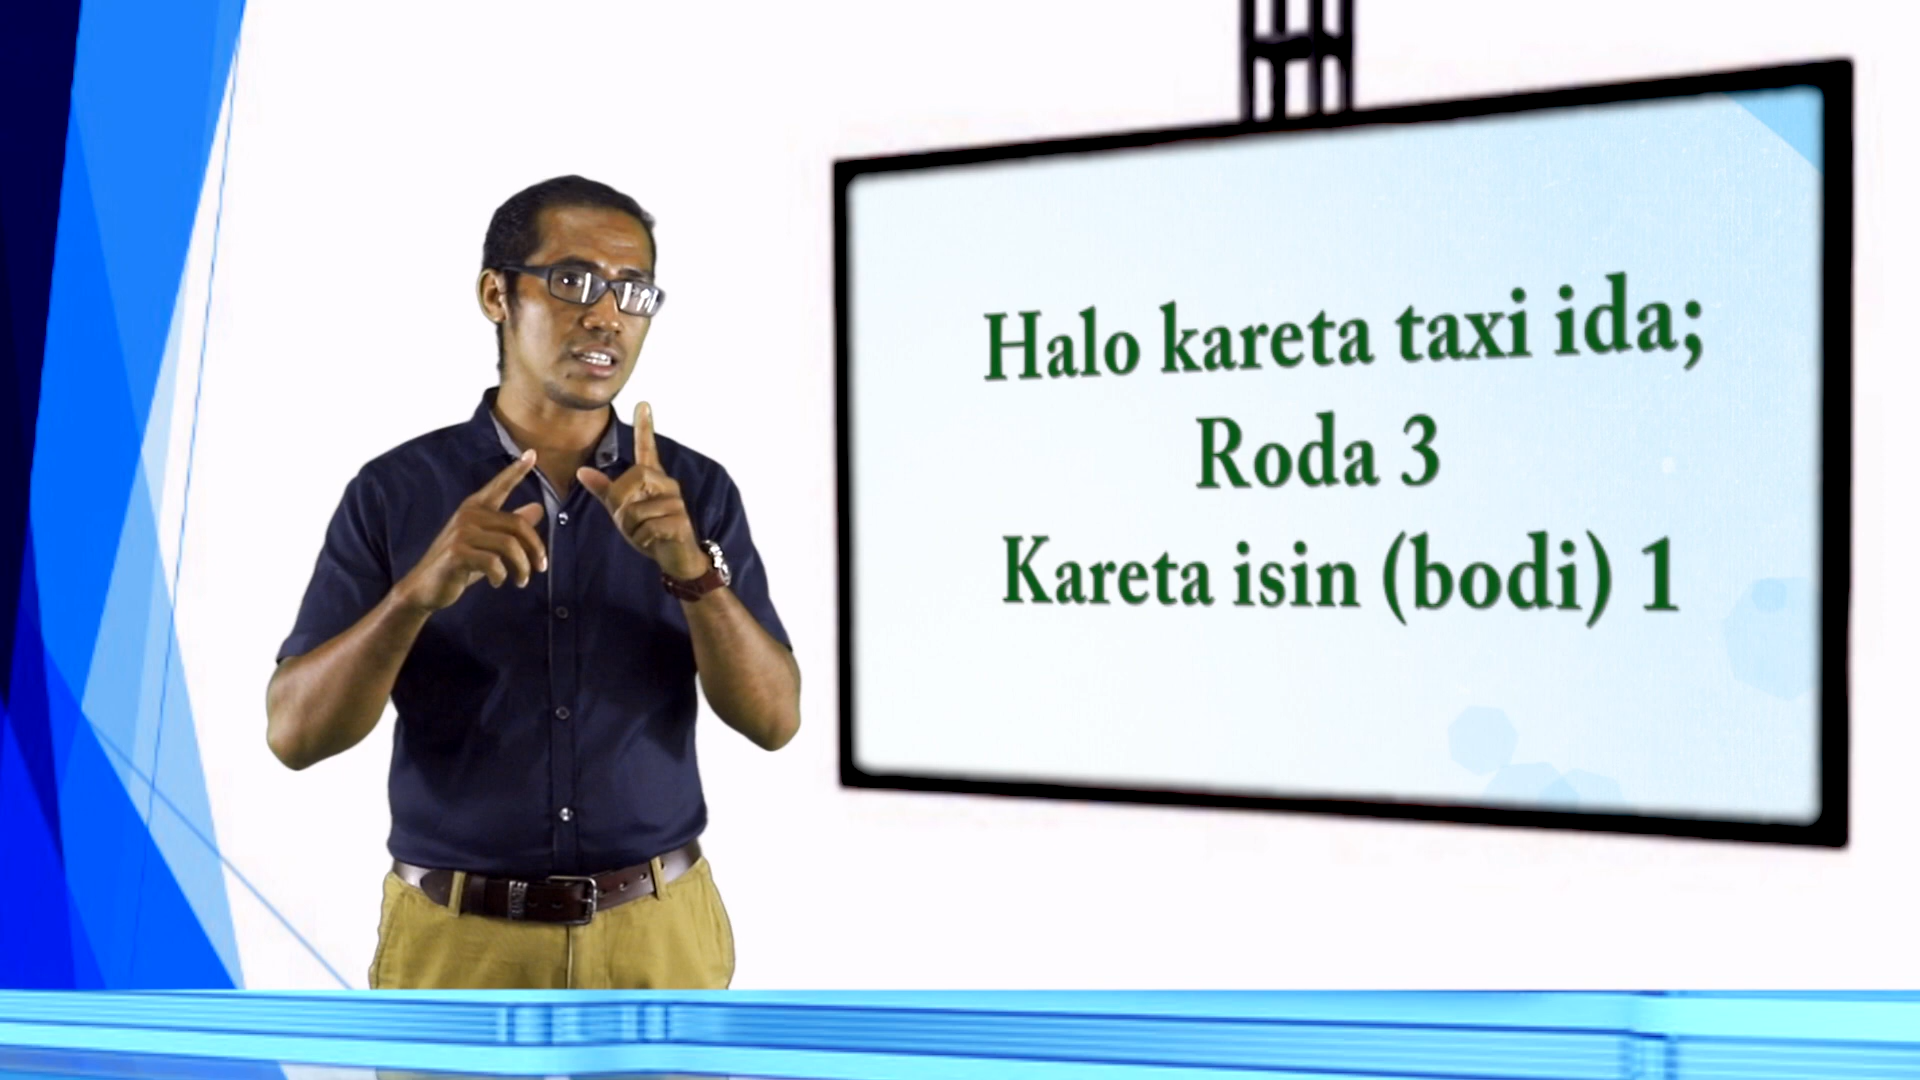 Halo kareta taxi ida;
Roda 3
Kareta isin (bodi) 1